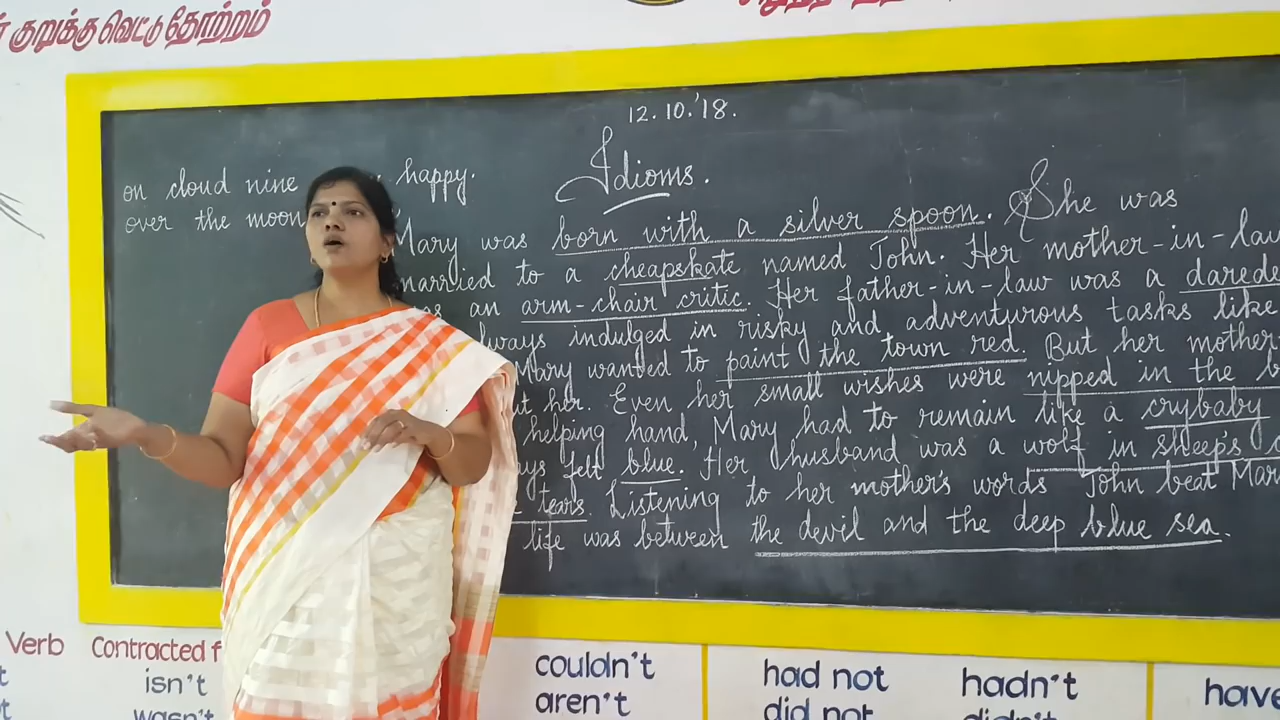 குறுக்கு வெட்டு தோற்றம்
12.10.'18.
Idioms.
on cloud nine happy.
over the moon
Mary was born with a silver spoon. She was
married to a cheapskate named John. Her mother-in-law
an arm-chair critic. Her father-in-law was a
always indulged in risky and adventurous tasks like
Mary wanted to paint the town red. But her mother
her. Even her small wishes were nipped in the
helping hand, Mary had to remain like a crybaby
felt blue. Her husband was a wolf in sheep's
tears. Listening to her mother's words John beat
life was between the devil and the deep blue sea.
Verb Contracted
isn't couldn't had not hadn't have
wasn't aren't did not didn't